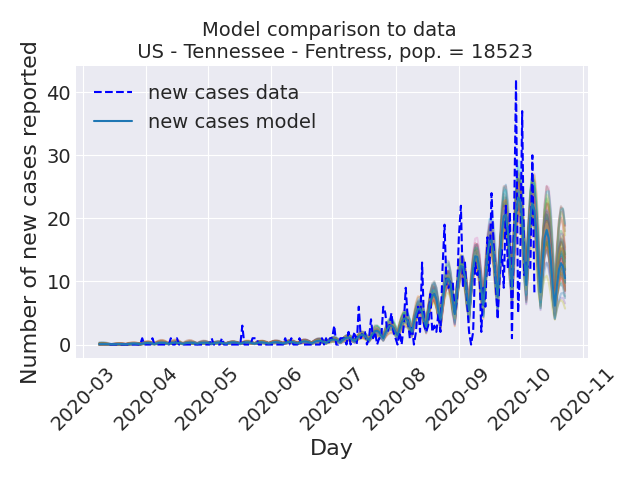 Model comparison to data
US - Tennessee - Fentress, pop. = 18523
Number of new cases reported
40
30
20
10
0
new cases data
new cases model
2020-03
2020-04
2020-05
2020-06
2020-07
2020-08
2020-09
2020-10
2020-11
Day